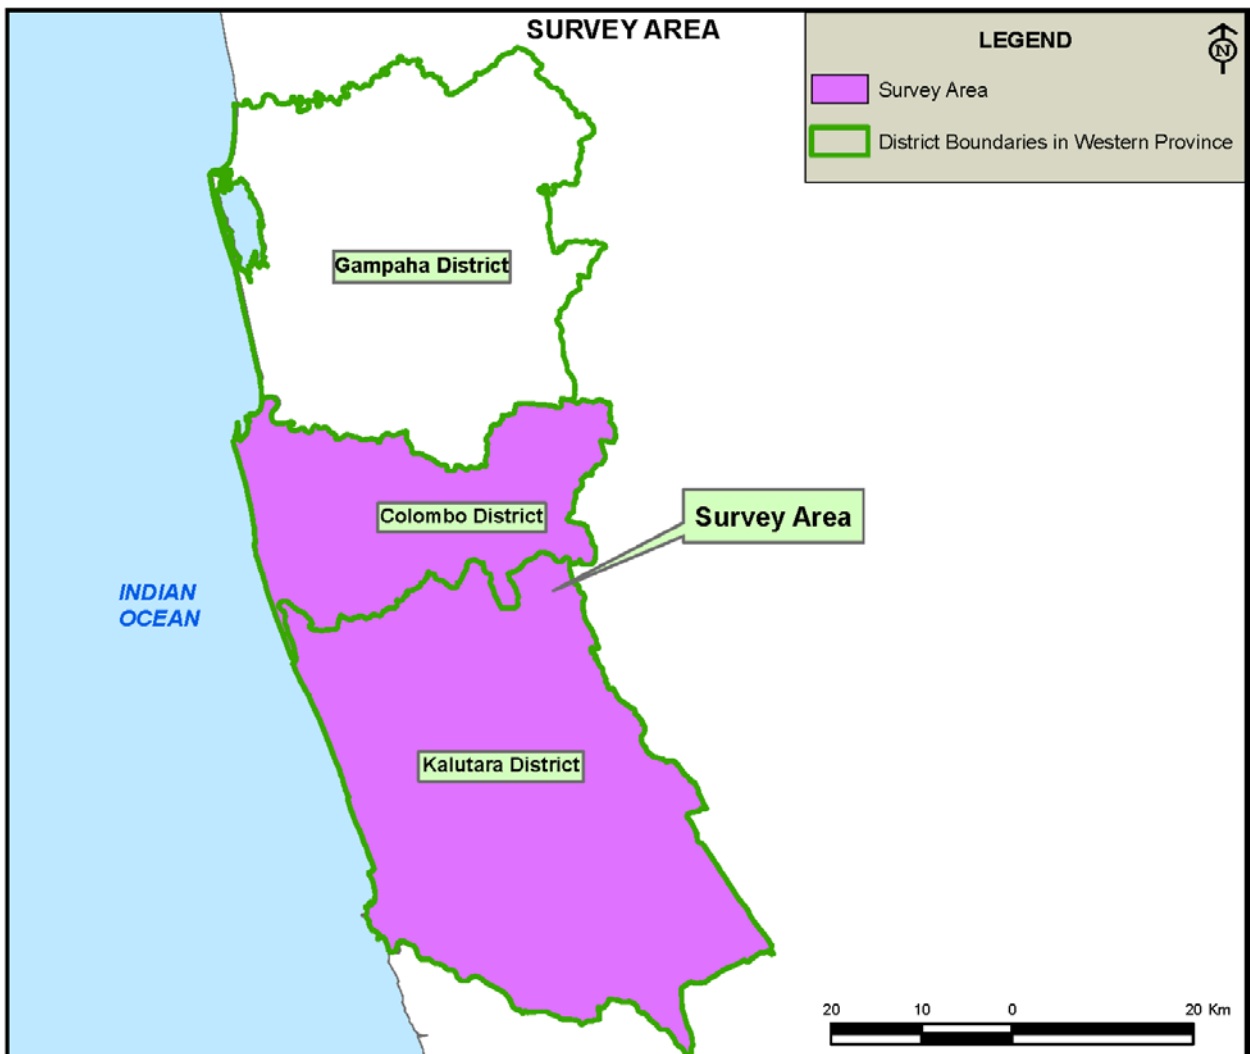 SURVEY AREA
LEGEND
N
Survey Area
District Boundaries in Western Province
Gampaha District
Colombo District
Survey Area
INDIAN
OCEAN
Kalutara District
20 10 0 20 Km